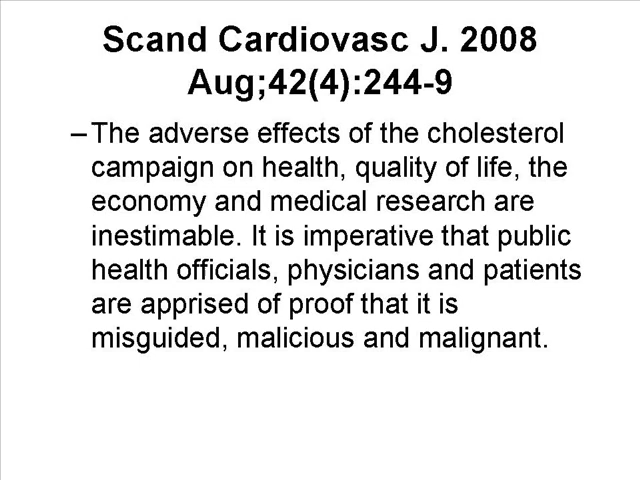 Scand Cardiovasc J. 2008
Aug;42(4):244-9
–The adverse effects of the cholesterol
campaign on health, quality of life, the
economy and medical research are
inestimable. It is imperative that public
health officials, physicians and patients
are apprised of proof that it is
misguided, malicious and malignant.